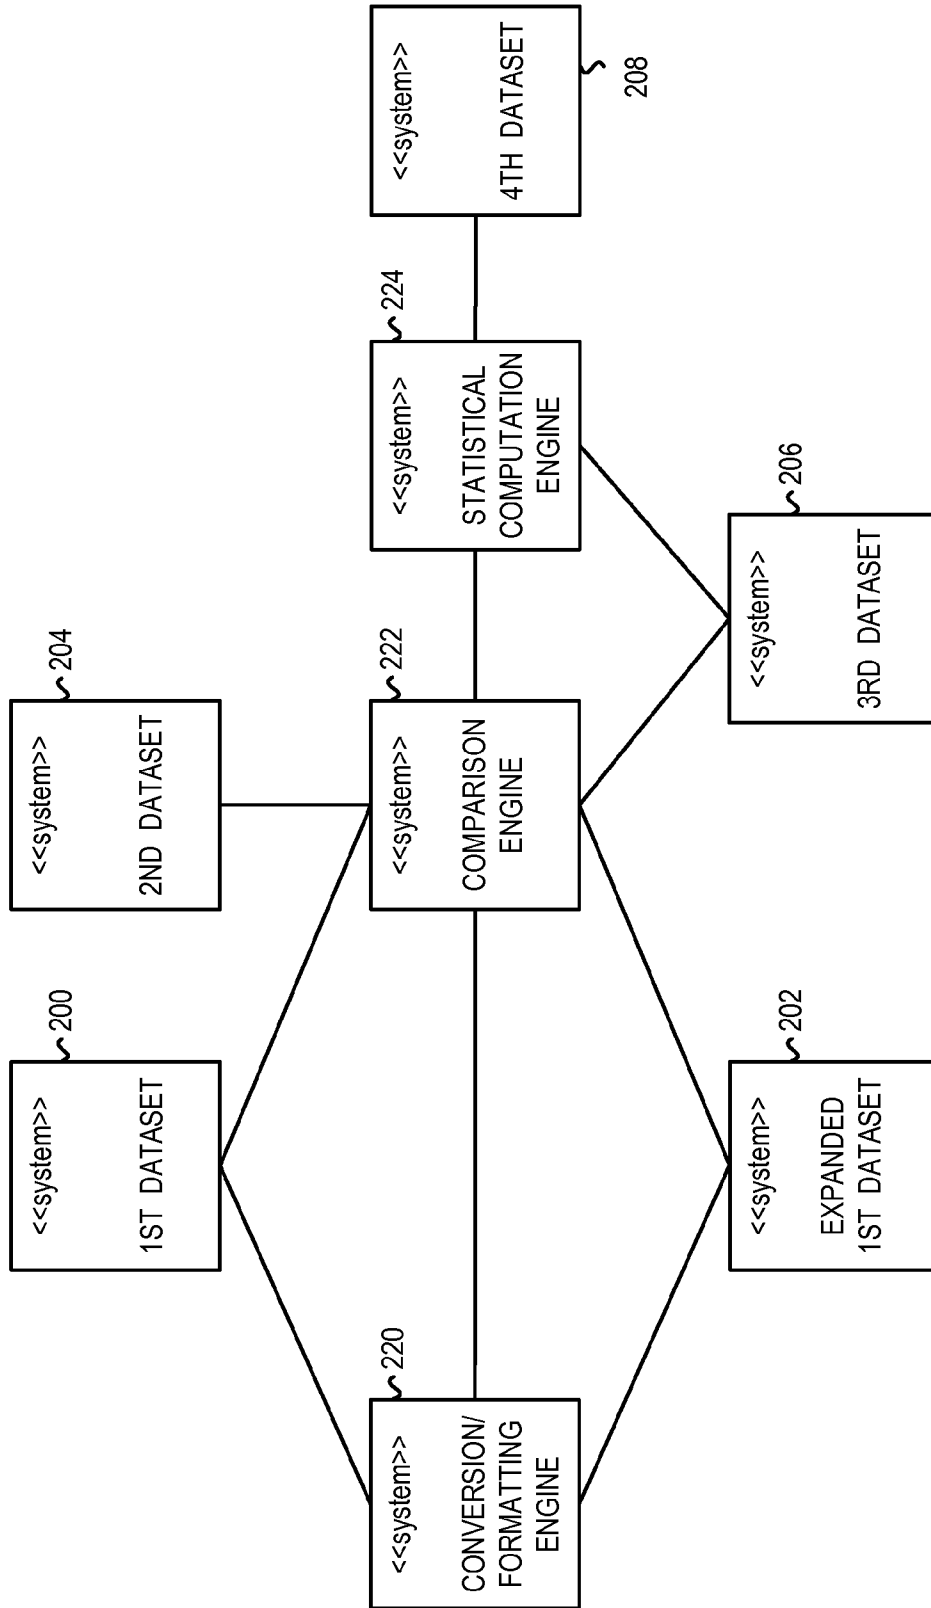 <<system>>
1ST DATASET
200
<<system>>
2ND DATASET
204
<<system>>
CONVERSION/
FORMATTING
ENGINE
220
<<system>>
COMPARISON
ENGINE
222
<<system>>
STATISTICAL
COMPUTATION
ENGINE
224
<<system>>
4TH DATASET
208
<<system>>
EXPANDED
1ST DATASET
202
<<system>>
3RD DATASET
206